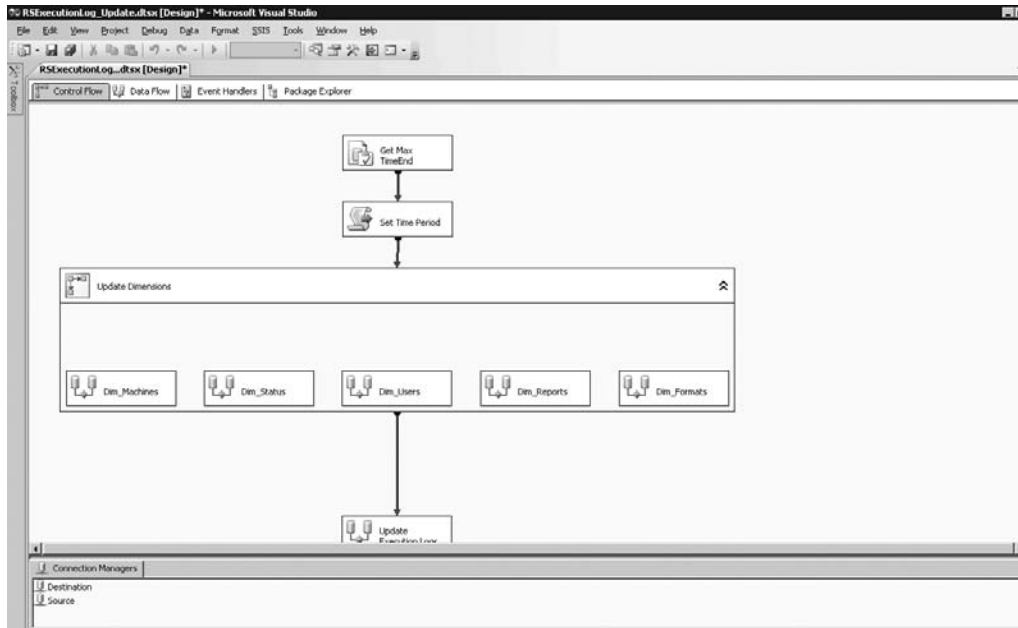 RSExecutionLog_Update.dtsx [Design]* - Microsoft Visual Studio
File Edit View Project Debug Data Format SSIS Tools Window Help
RSExecutionLog...dtsx [Design]*
Toolbox
Control Flow Data Flow Event Handlers Package Explorer
Get Max
TimeEnd
Set Time Period
Update Dimensions
Dim_Machines Dim_Status Dim_Users Dim_Reports Dim_Formats
Update
Connection Managers
Destination
Source